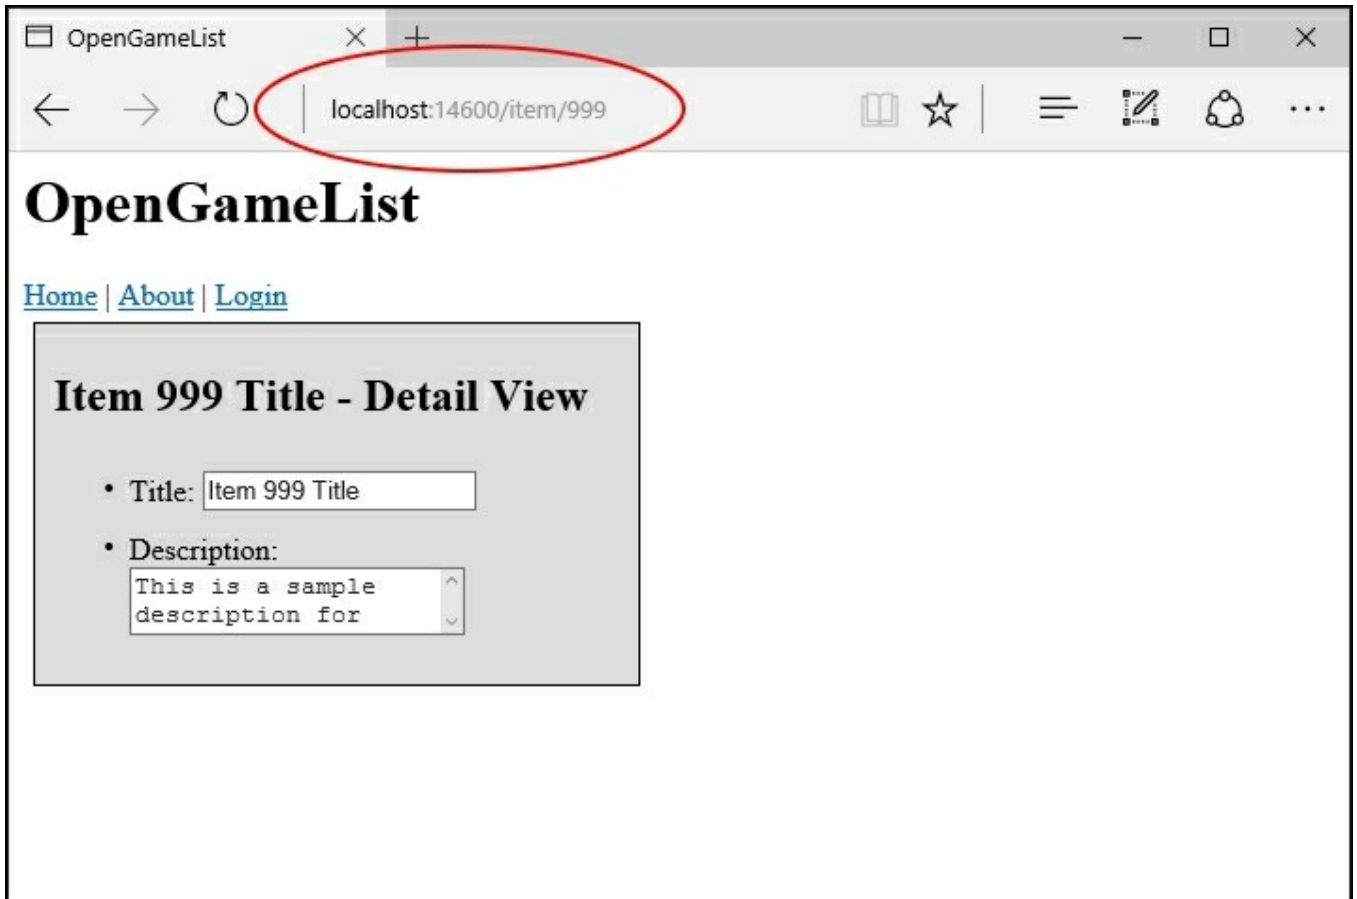 OpenGameList
localhost:14600/item/999
OpenGameList
Home | About | Login
Item 999 Title - Detail View
• Title: Item 999 Title
• Description:
This is a sample
description for